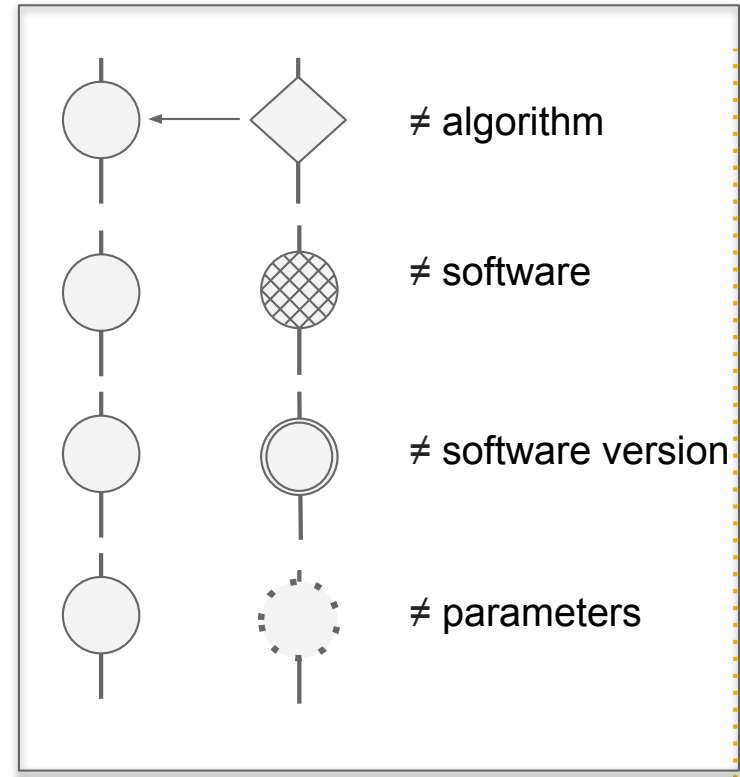 ≠ algorithm
≠ software
≠ software version
≠ parameters